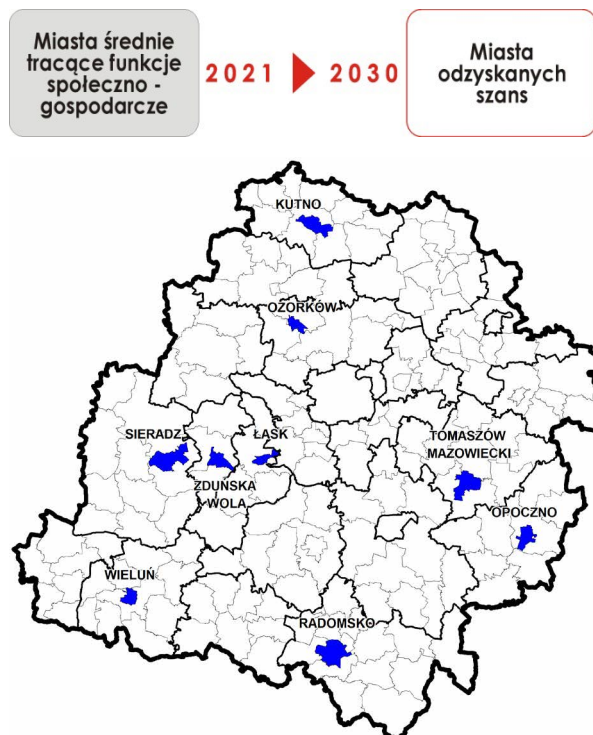 Miasta średnie
tracące funkcje
społeczno -
gospodarcze
2021
2030
Miasta
odzyskanych
szans
KUTNO
OZORKÓW
SIERADZ
ŁASK
ZDUŃSKA
WOLA
TOMASZÓW
MAZOWIECKI
OPOCZNO
WIELUŃ
RADOMSKO